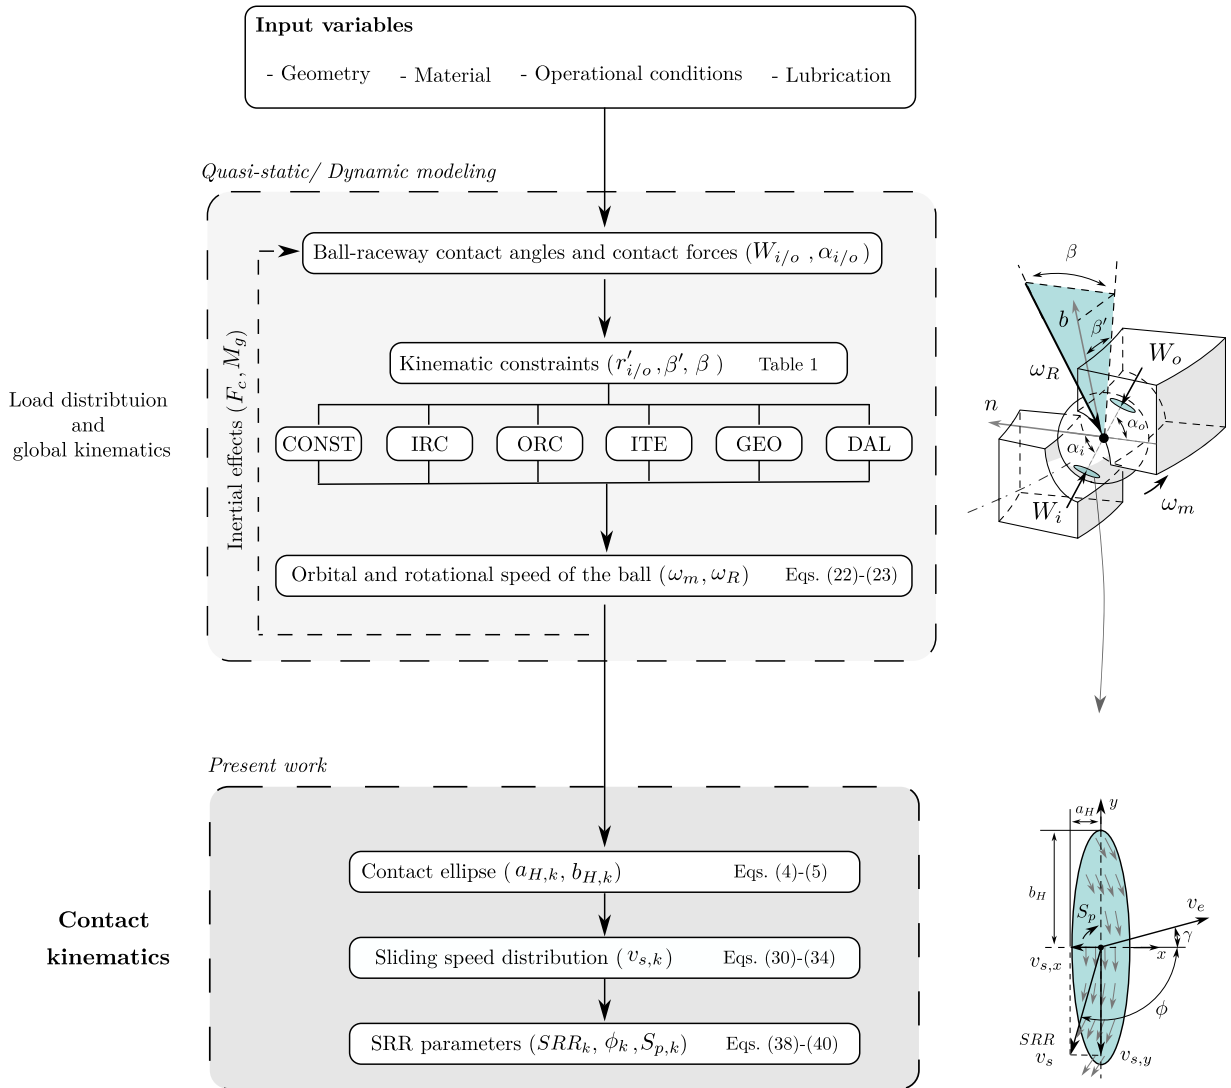 Input variables
- Geometry - Material - Operational conditions - Lubrication
Quasi-static/ Dynamic modeling
Ball-raceway contact angles and contact forces (W_{i/o} , α_{i/o})
Kinematic constraints (r'_{i/o}, β', β ) Table 1
CONST IRC ORC ITE GEO DAL
Orbital and rotational speed of the ball (ω_m, ω_R) Eqs. (22)-(23)
Inertial effects (F_c, M_g)
Load distribtuion
and
global kinematics
β
b
β'
W_o
ω_R
n
α_o
α_i
W_i
ω_m
Present work
Contact ellipse ( a_{H,k}, b_{H,k}) Eqs. (4)-(5)
Sliding speed distribution ( v_{s,k}) Eqs. (30)-(34)
SRR parameters (SRR_k, ϕ_k, S_{p,k}) Eqs. (38)-(40)
Contact
kinematics
a_H
y
b_H
S_p
v_e
γ
v_{s,x}
x
ϕ
SRR
v_s
v_{s,y}